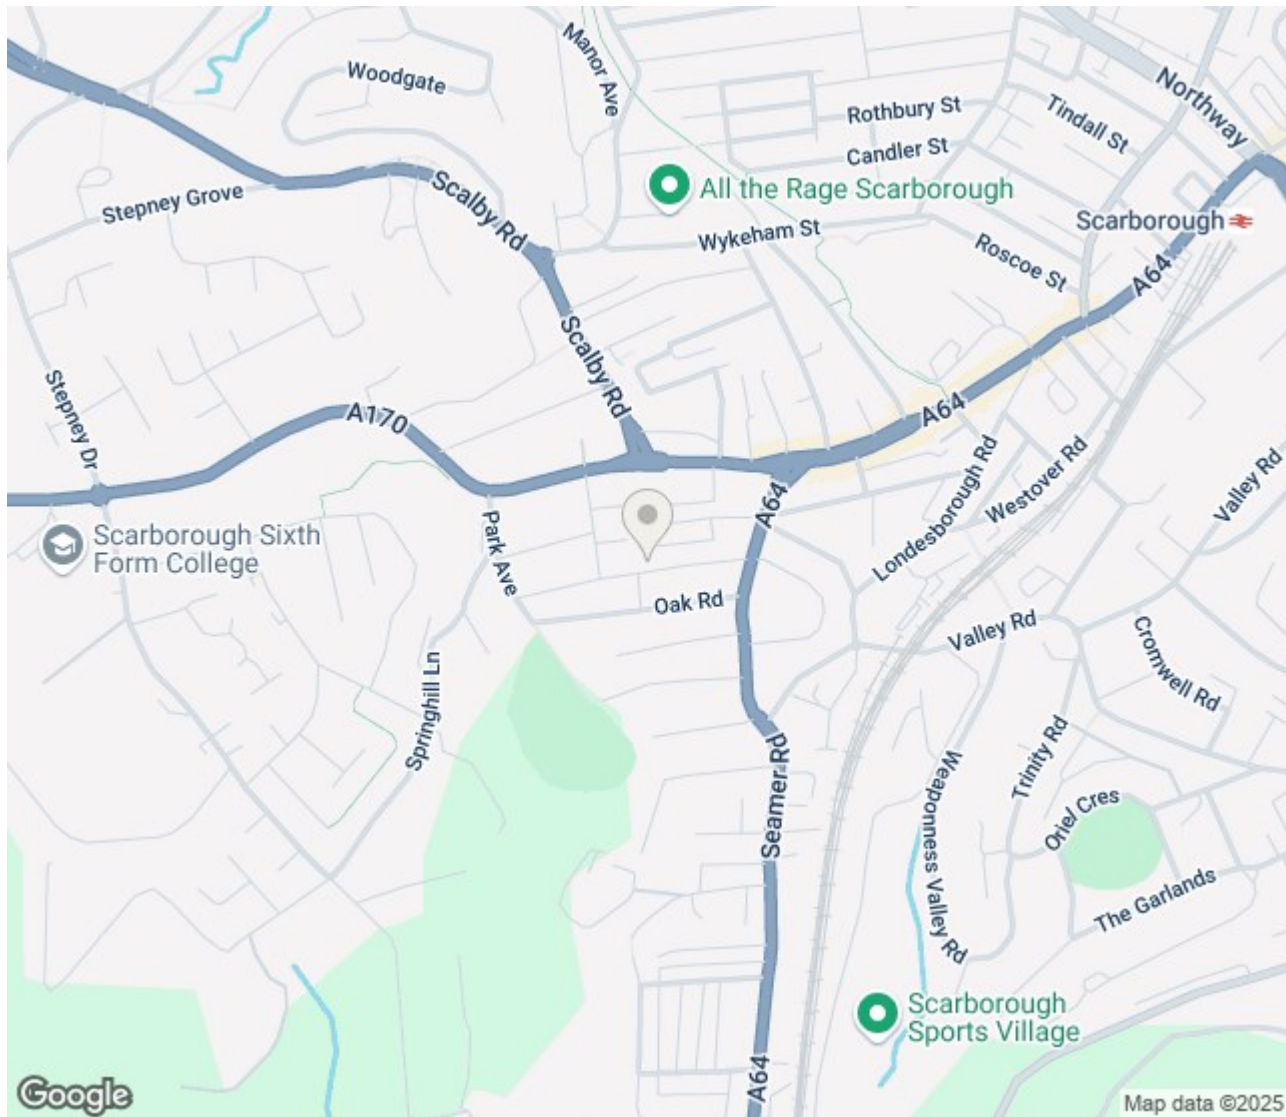 Woodgate
Manor Ave
Rothbury St
Candler St
Tindall St
Northway
Stepney Grove
Scalby Rd
All the Rage Scarborough
Wykeham St
Roscoe St
Scarborough
A64
Scalby Rd
Stepney Dr
A170
A64
Londesborough Rd
Westover Rd
Valley Rd
Scarborough Sixth
Form College
Park Ave
A64
Oak Rd
Valley Rd
Cromwell Rd
Springhill Ln
Seamer Rd
Weaponness Valley Rd
Trinity Rd
Oriel Cres
The Garlands
Scarborough
Sports Village
A64
Google
Map data ©2025